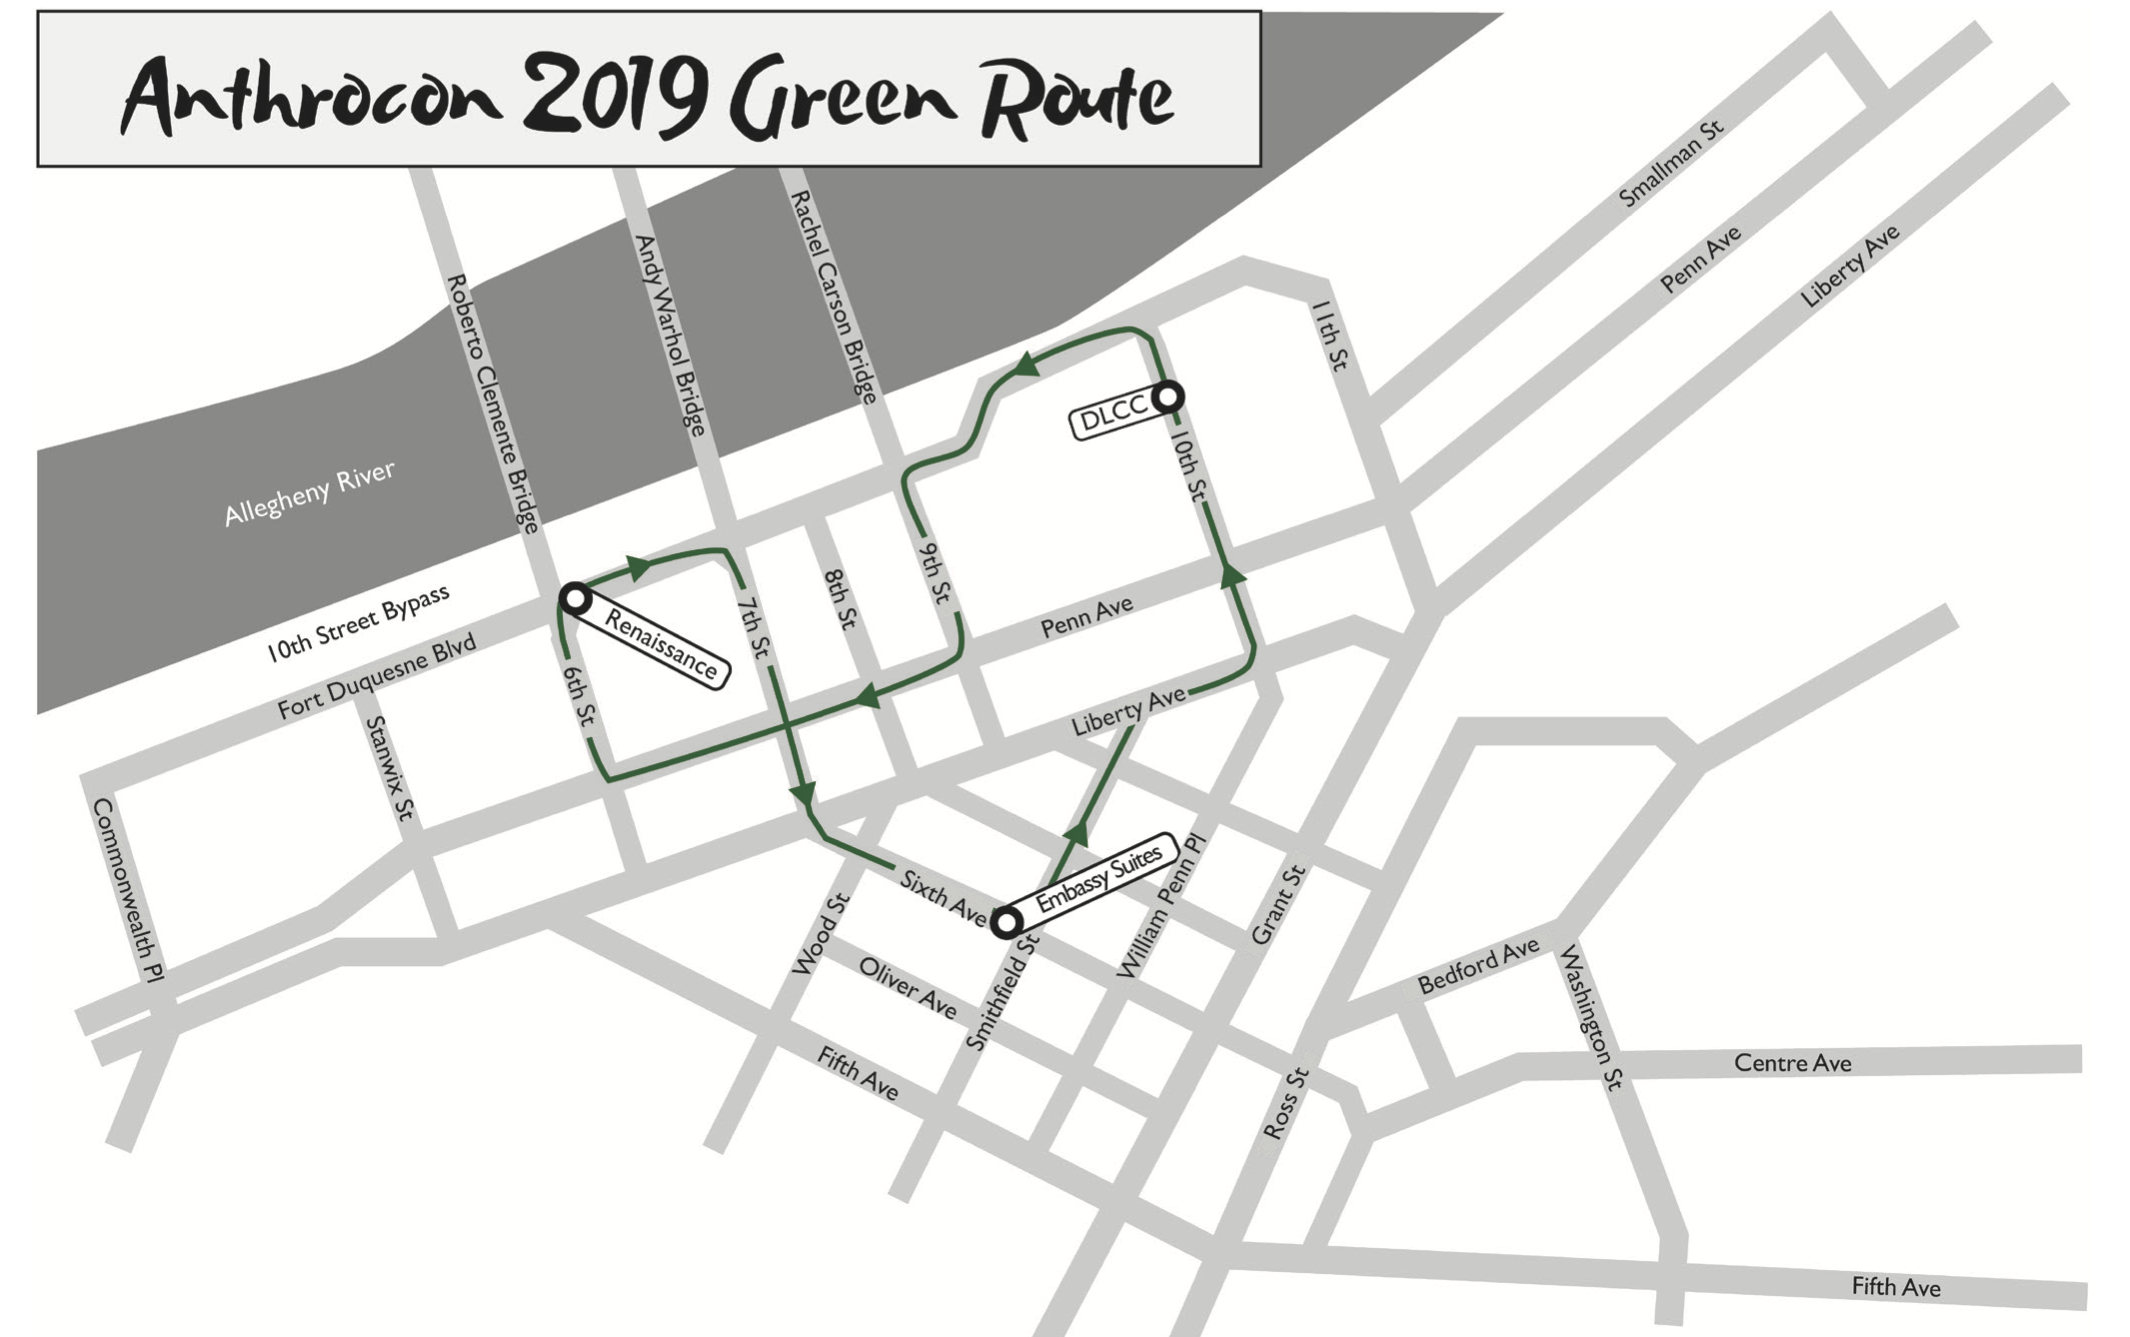 Anthrocon 2019 Green Route
Smallman St
Penn Ave
Liberty Ave
Rachel Carson Bridge
Andy Warhol Bridge
Roberto Clemente Bridge
11th St
DLCC
10th St
Allegheny River
10th Street Bypass
Fort Duquesne Blvd
Renaissance
9th St
8th St
7th St
6th St
Penn Ave
Liberty Ave
Stanwix St
Commonwealth Pl
Embassy Suites
Sixth Ave
Wood St
William Penn Pl
Grant St
Oliver Ave
Smithfield St
Fifth Ave
Bedford Ave
Washington St
Centre Ave
Ross St
Fifth Ave